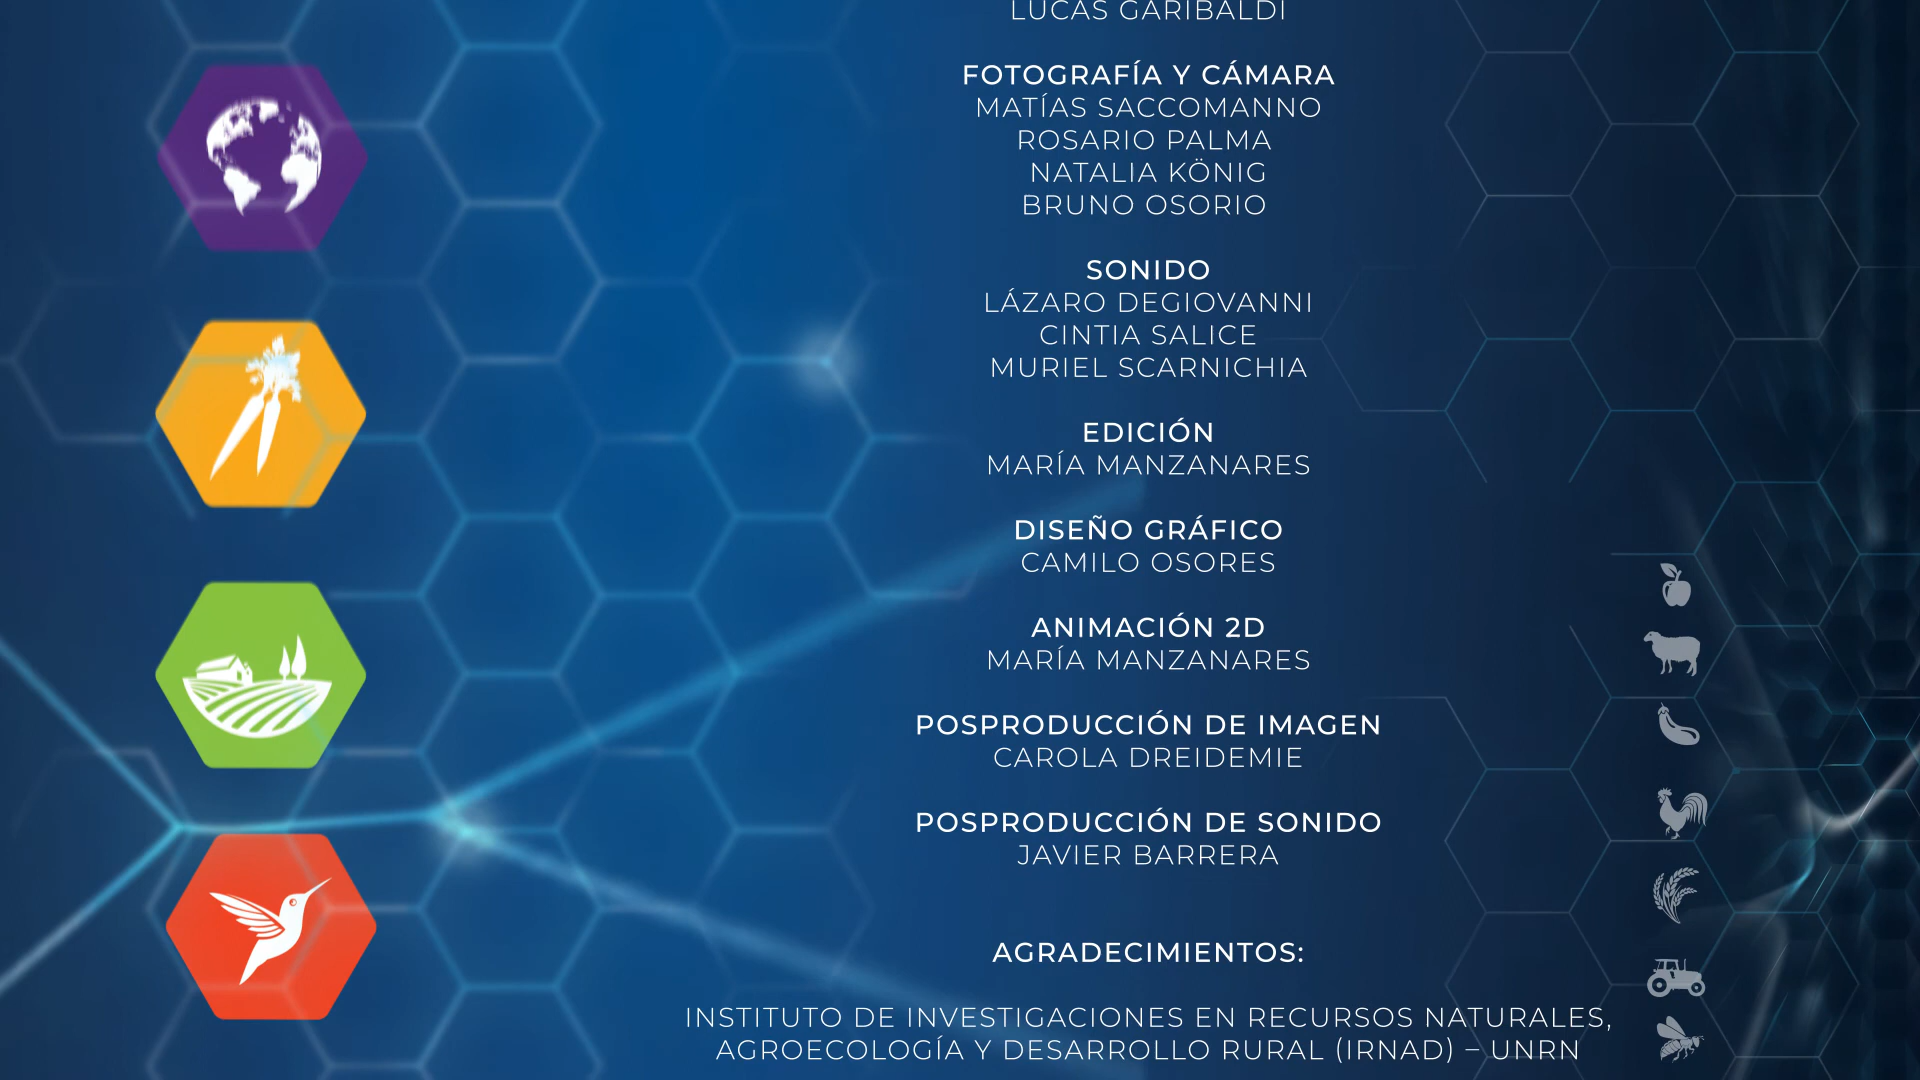 LUCAS GARIBALDI
FOTOGRAFÍA Y CÁMARA
MATÍAS SACCOMANNO
ROSARIO PALMA
NATALIA KÖNIG
BRUNO OSORIO
SONIDO
LÁZARO DEGIOVANNI
CINTIA SALICE
MURIEL SCARNICHIA
EDICIÓN
MARÍA MANZANARES
DISEÑO GRÁFICO
CAMILO OSORES
ANIMACIÓN 2D
MARÍA MANZANARES
POSPRODUCCIÓN DE IMAGEN
CAROLA DREIDEMIE
POSPRODUCCIÓN DE SONIDO
JAVIER BARRERA
AGRADECIMIENTOS:
INSTITUTO DE INVESTIGACIONES EN RECURSOS NATURALES,
AGROECOLOGÍA Y DESARROLLO RURAL (IRNAD) – UNRN